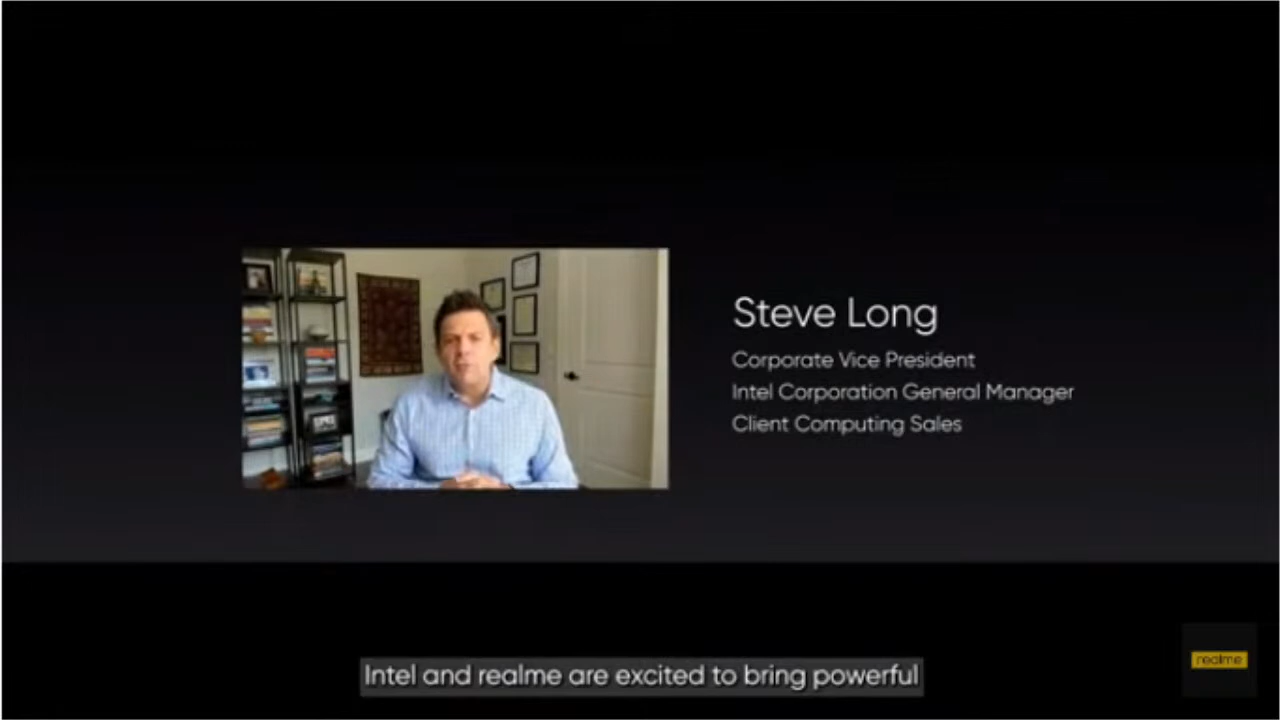 Steve Long
Corporate Vice President
Intel Corporation General Manager
Client Computing Sales
realme
Intel and realme are excited to bring powerful